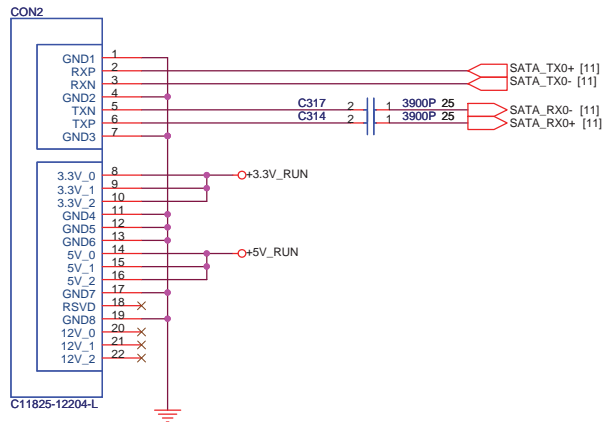 CON2
GND1 1
RXP 2 SATA_TX0+ [11]
RXN 3 SATA_TX0- [11]
GND2 4
TXN 5 C317 2 1 3900P 25 SATA_RX0- [11]
TXP 6 C314 2 1 3900P 25 SATA_RX0+ [11]
GND3 7
3.3V_0 8 +3.3V_RUN
3.3V_1 9
3.3V_2 10
GND4 11
GND5 12
GND6 13
5V_0 14 +5V_RUN
5V_1 15
5V_2 16
GND7 17
RSVD 18
GND8 19
12V_0 20
12V_1 21
12V_2 22
C11825-12204-L